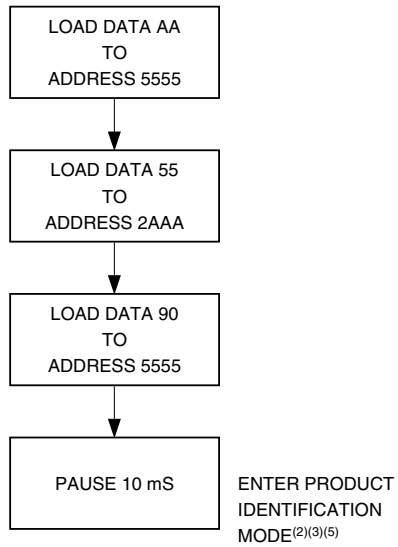 LOAD DATA AA
TO
ADDRESS 5555
LOAD DATA 55
TO
ADDRESS 2AAA
LOAD DATA 90
TO
ADDRESS 5555
PAUSE 10 mS
ENTER PRODUCT
IDENTIFICATION
MODE(2)(3)(5)